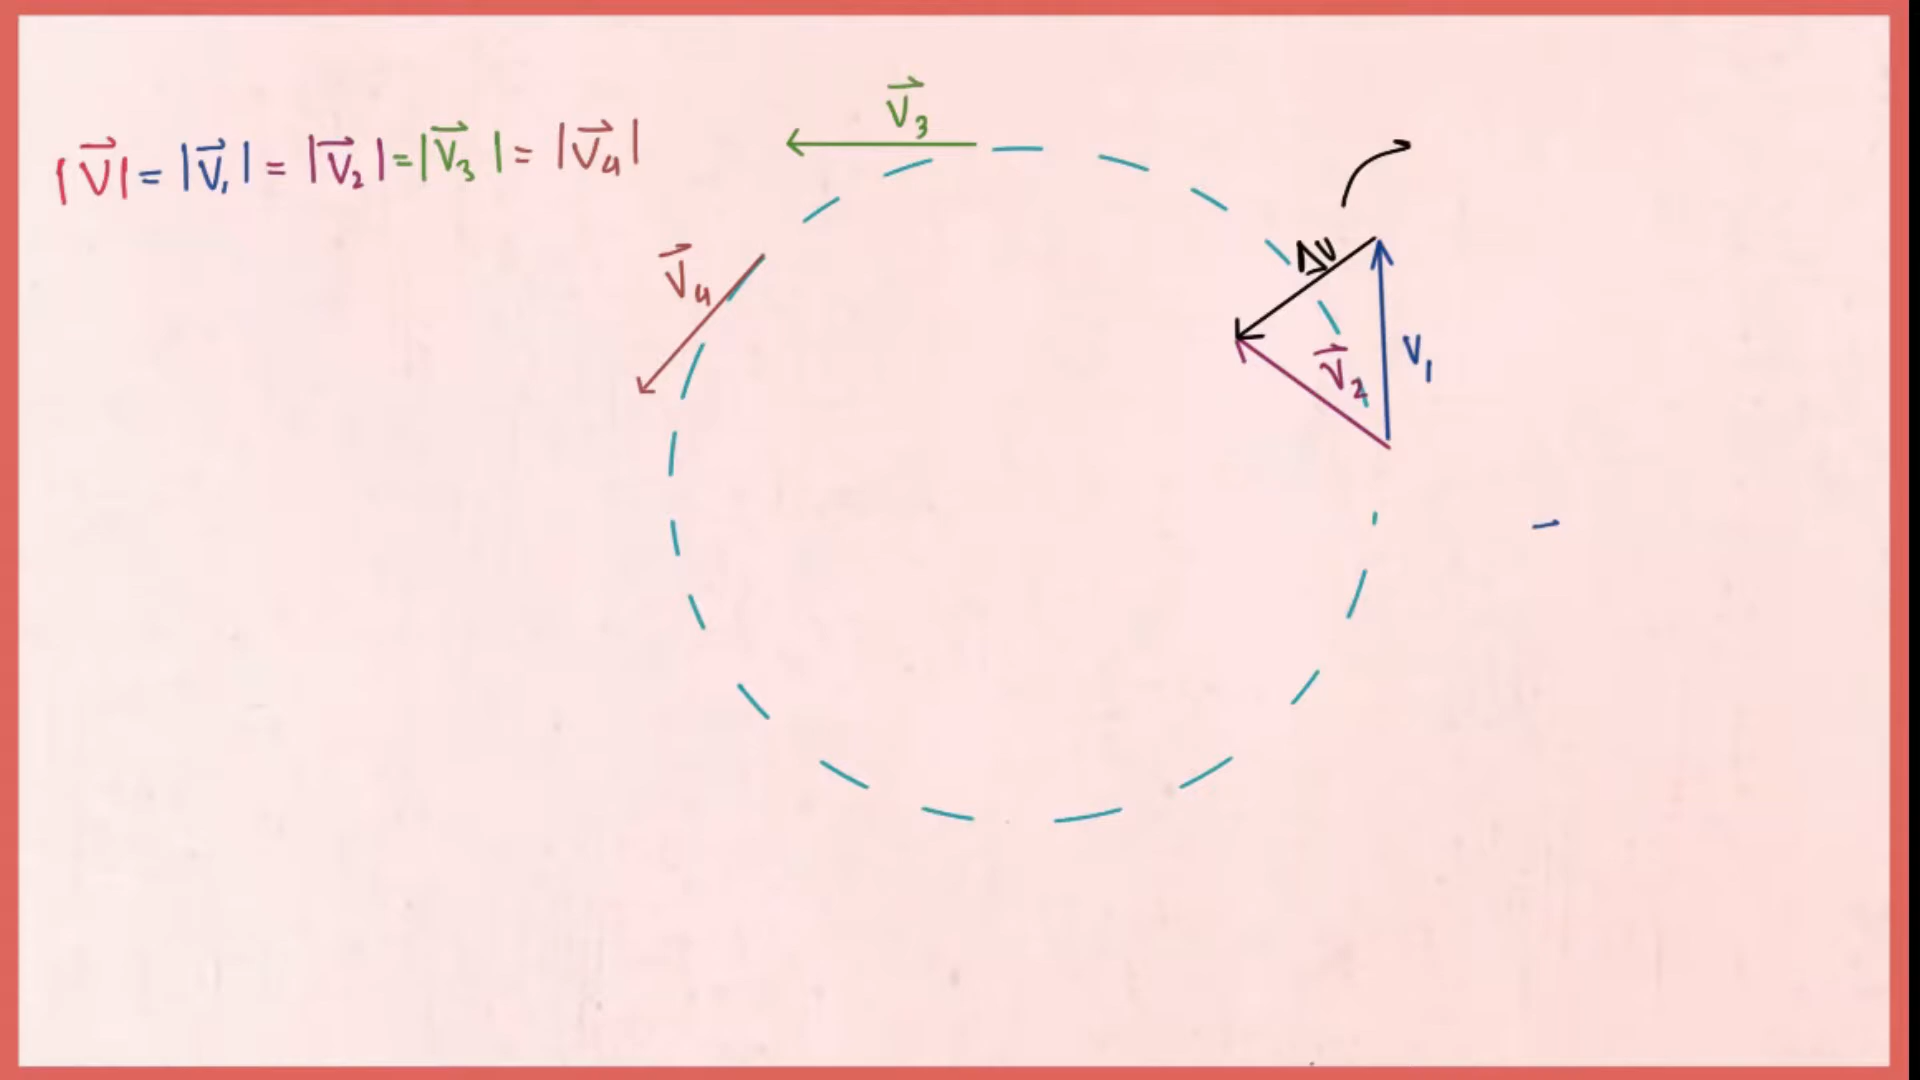 |V⃗| = |V⃗₁| = |V⃗₂| = |V⃗₃| = |V⃗₄|
V⃗₃
V⃗₄
ΔV
V⃗₂
V₁